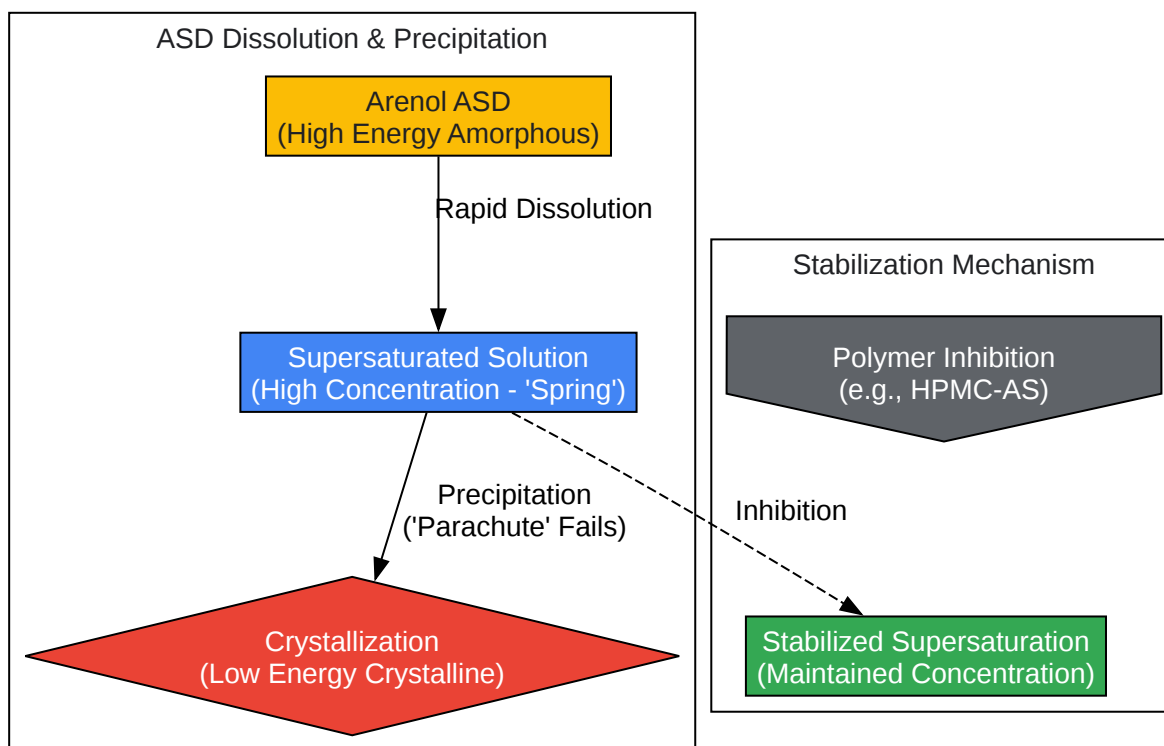 ASD Dissolution & Precipitation
Arenol ASD
(High Energy Amorphous)
Rapid Dissolution
Supersaturated Solution
(High Concentration - 'Spring')
Precipitation
('Parachute' Fails)
Crystallization
(Low Energy Crystalline)
Stabilization Mechanism
Polymer Inhibition
(e.g., HPMC-AS)
Inhibition
Stabilized Supersaturation
(Maintained Concentration)